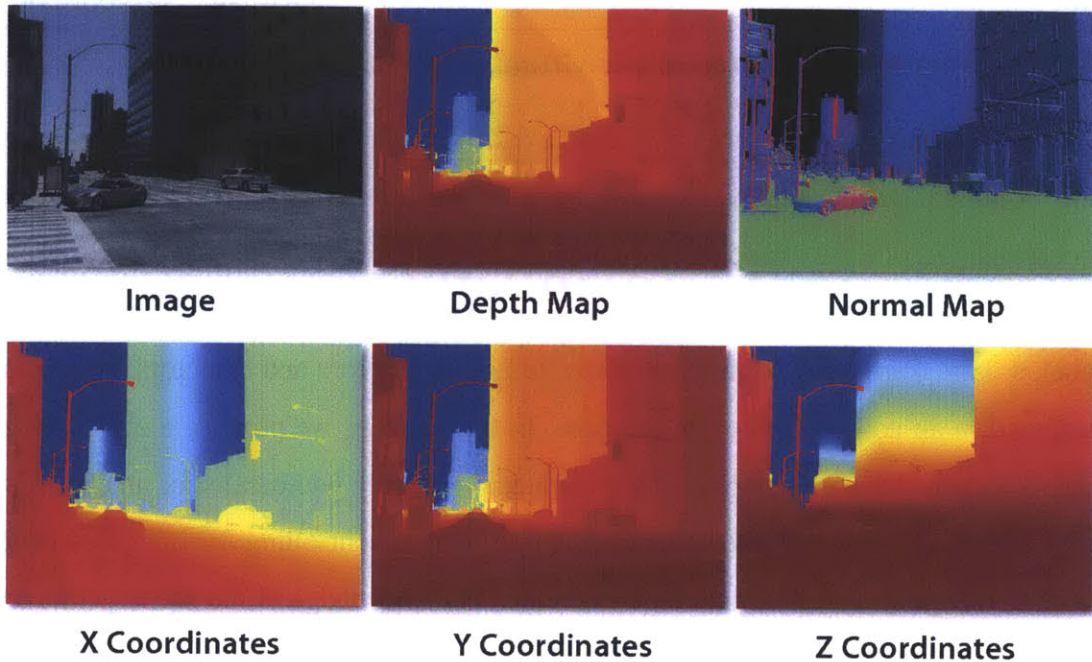 Image
Depth Map
Normal Map
X Coordinates
Y Coordinates
Z Coordinates